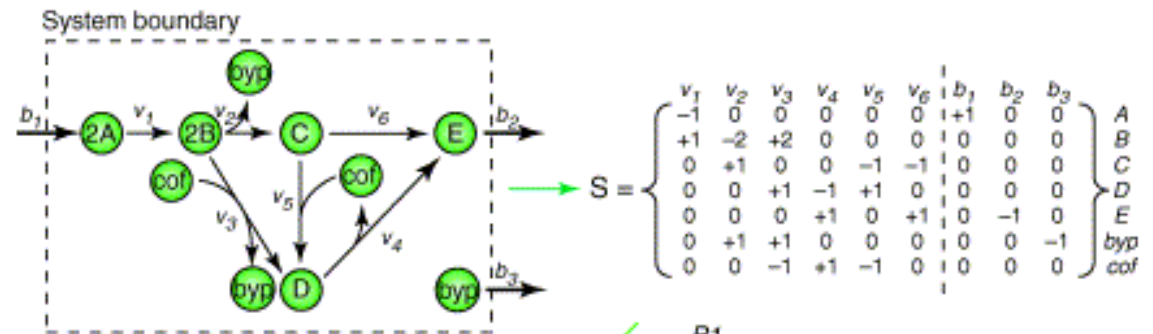 System boundary
byp
b1 2A v1 2B v2 C v6 E b2
cof cof
v3 v5 v4
byp D byp b3
S =
v1 v2 v3 v4 v5 v6 b1 b2 b3
−1 0 0 0 0 0 +1 0 0 A
+1 −2 +2 0 0 0 0 0 0 B
0 +1 0 0 −1 −1 0 0 0 C
0 0 +1 −1 +1 0 0 0 0 D
0 0 0 +1 0 +1 0 −1 0 E
0 +1 +1 0 0 0 0 0 −1 byp
0 0 −1 +1 −1 0 0 0 0 cof
P1